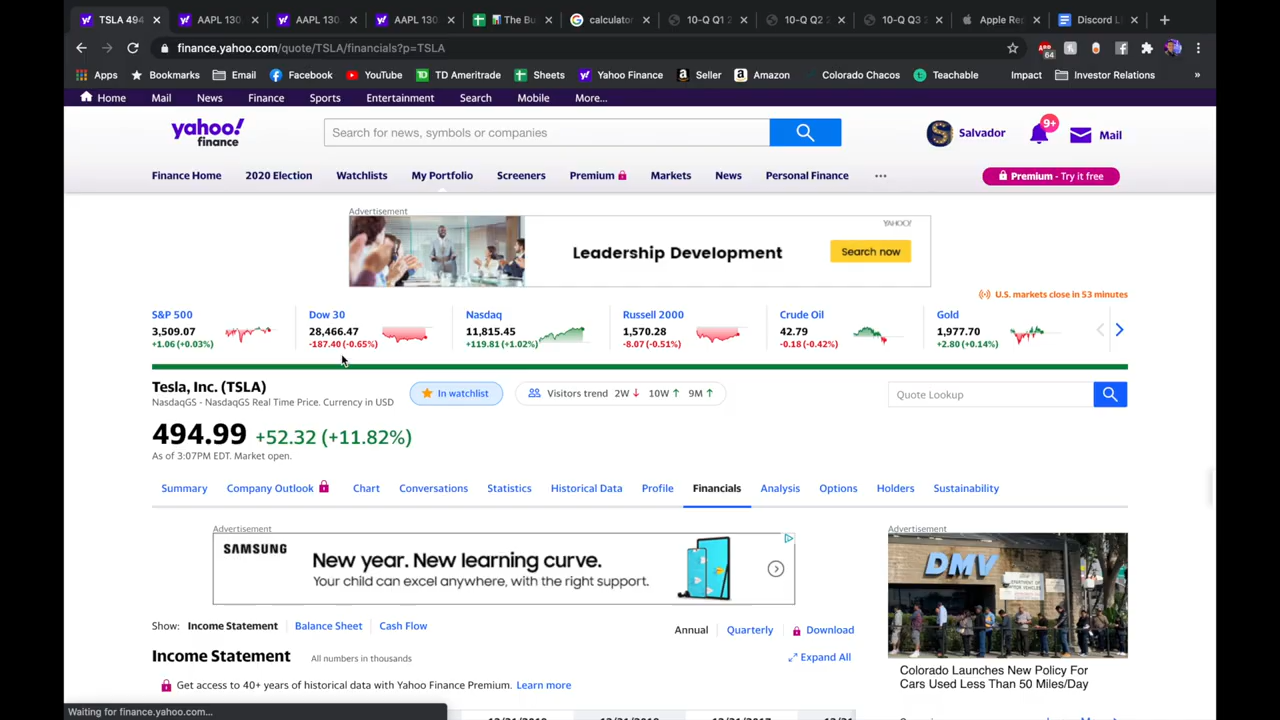 TSLA 494
AAPL 130.
AAPL 130.
AAPL 130
The Bu
calculator
10-Q Q1 2
10-Q Q2
10-Q Q3
Apple Re
Discord L
finance.yahoo.com/quote/TSLA/financials?p=TSLA
64
Apps
Bookmarks
Email
Facebook
YouTube
TD Ameritrade
Sheets
Yahoo Finance
Seller
Amazon
Colorado Chacos
Teachable
Impact
Investor Relations
»
Home
Mail
News
Finance
Sports
Entertainment
Search
Mobile
More...
yahoo!
finance
Search for news, symbols or companies
Salvador
9+
Mail
Finance Home
2020 Election
Watchlists
My Portfolio
Screeners
Premium
Markets
News
Personal Finance
Premium - Try it free
Advertisement
YAHOO!
Leadership Development
Search now
U.S. markets close in 53 minutes
S&P 500
3,509.07
+1.06 (+0.03%)
Dow 30
28,466.47
-187.40 (-0.65%)
Nasdaq
11,815.45
+119.81 (+1.02%)
Russell 2000
1,570.28
-8.07 (-0.51%)
Crude Oil
42.79
-0.18 (-0.42%)
Gold
1,977.70
+2.80 (+0.14%)
Tesla, Inc. (TSLA)
NasdaqGS - NasdaqGS Real Time Price. Currency in USD
In watchlist
Visitors trend 2W ↓ 10W ↑ 9M ↑
Quote Lookup
494.99 +52.32 (+11.82%)
As of 3:07PM EDT. Market open.
Summary
Company Outlook
Chart
Conversations
Statistics
Historical Data
Profile
Financials
Analysis
Options
Holders
Sustainability
Advertisement
SAMSUNG
New year. New learning curve.
Your child can excel anywhere, with the right support.
Advertisement
DMV
Colorado Launches New Policy For
Cars Used Less Than 50 Miles/Day
Show: Income Statement Balance Sheet Cash Flow
Annual Quarterly Download
Income Statement All numbers in thousands
Expand All
Get access to 40+ years of historical data with Yahoo Finance Premium. Learn more
Waiting for finance.yahoo.com...